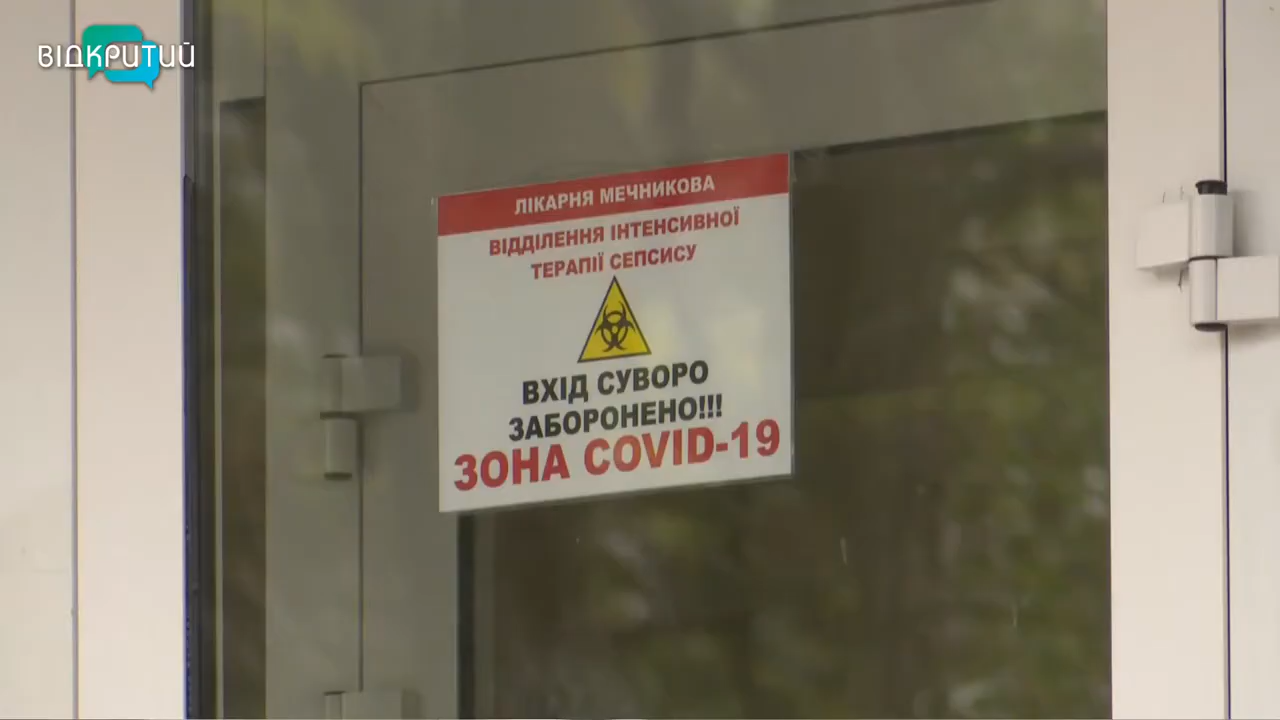 ВІДКРИТИЙ
ЛІКАРНЯ МЕЧНИКОВА
ВІДДІЛЕННЯ ІНТЕНСИВНОЇ
ТЕРАПІЇ СЕПСИСУ
ВХІД СУВОРО
ЗАБОРОНЕНО!!!
ЗОНА COVID-19